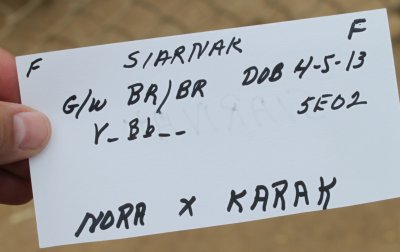 F SIARNAK F
G/W BR/BR DOB 4-5-13
Y_Bb__ 5E02
NORA x KARAK